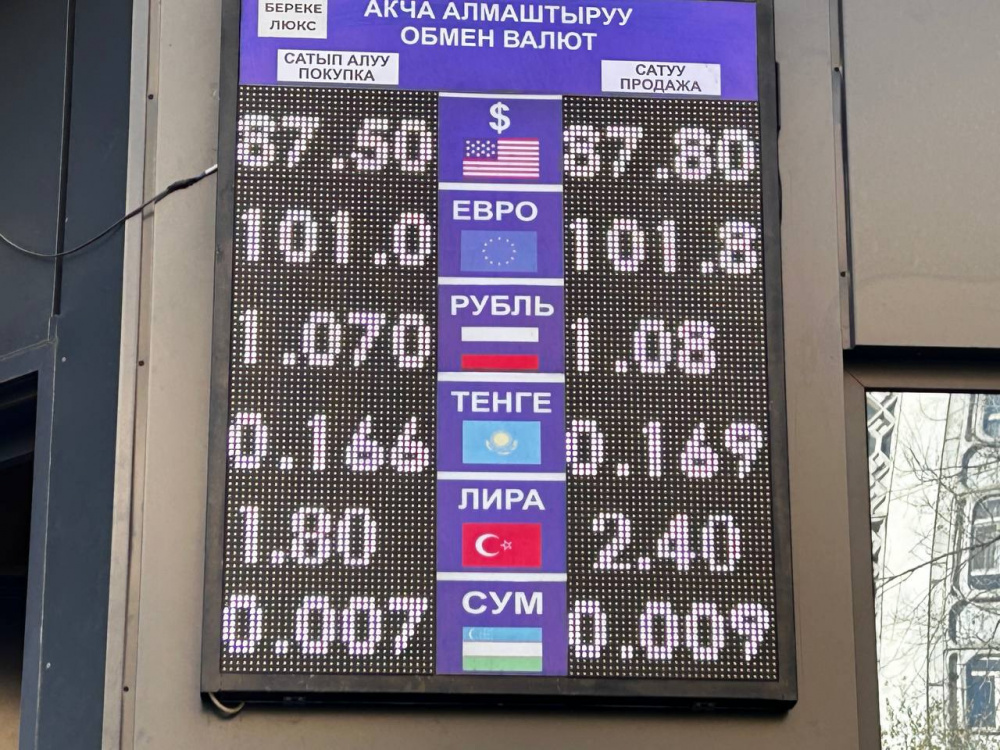 БЕРЕКЕ
ЛЮКС
АКЧА АЛМАШТЫРУУ
ОБМЕН ВАЛЮТ
САТЫП АЛУУ
ПОКУПКА
САТУУ
ПРОДАЖА
87.50 $ 87.80
101.0 ЕВРО 101.8
1.070 РУБЛЬ 1.08
0.166 ТЕНГЕ 0.169
1.80 ЛИРА 2.40
0.007 СУМ 0.009